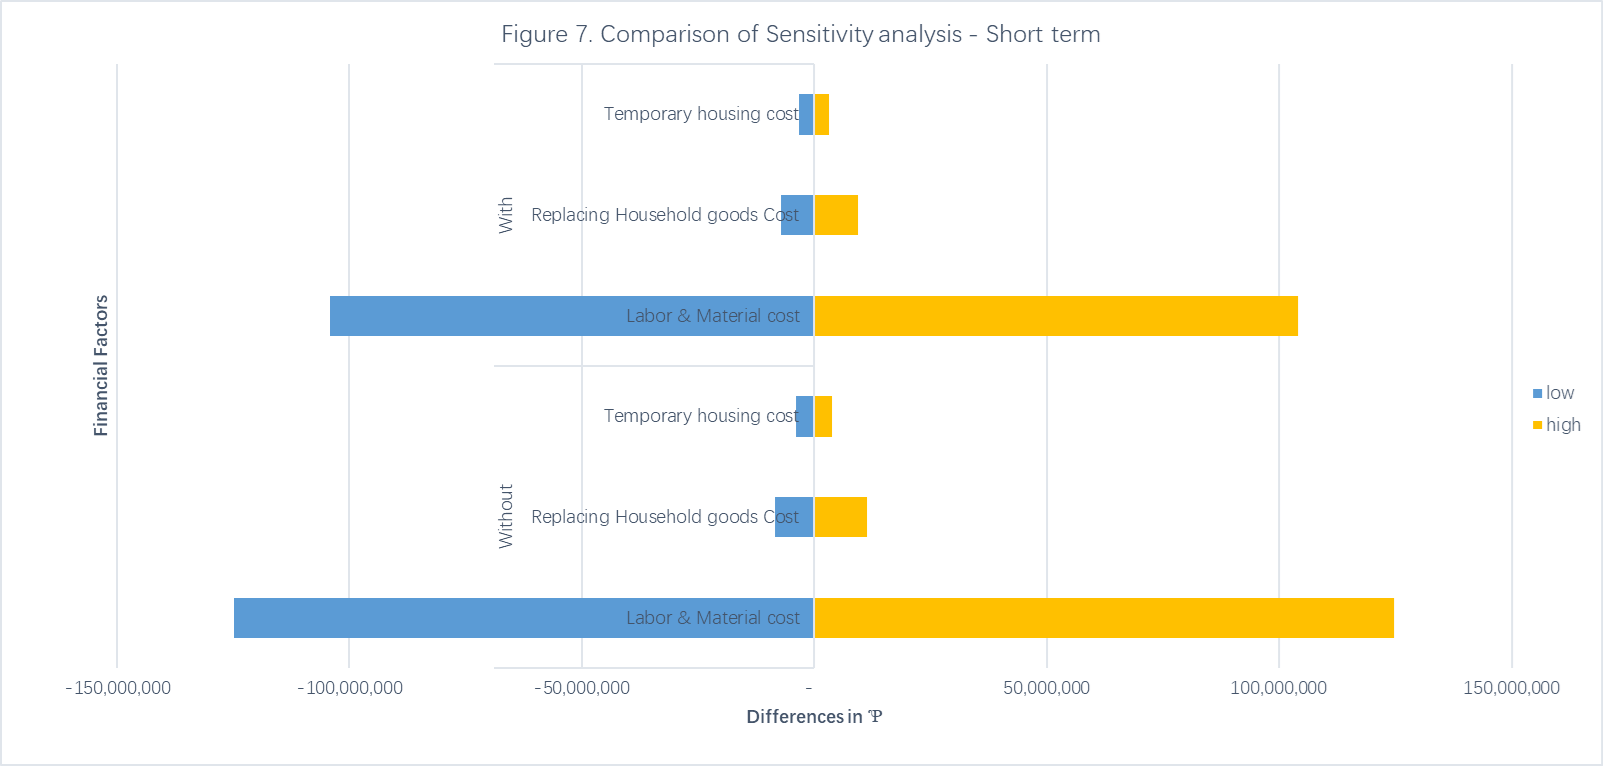 Figure 7. Comparison of Sensitivity analysis - Short term
Financial Factors
With
Temporary housing cost
Replacing Household goods Cost
Labor & Material cost
Without
Temporary housing cost
Replacing Household goods Cost
Labor & Material cost
low
high
-150,000,000
-100,000,000
-50,000,000
-
50,000,000
100,000,000
150,000,000
Differences in Ᵽ